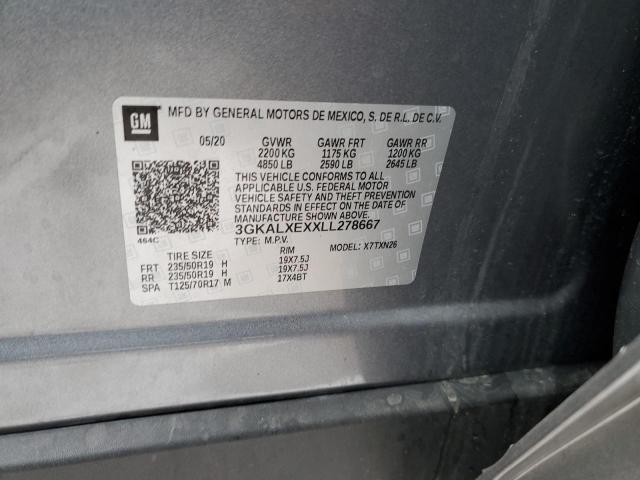 GM
MFD BY GENERAL MOTORS DE MEXICO, S. DE R.L. DE C.V.
05/20 GVWR GAWR FRT GAWR RR
2200 KG 1175 KG 1200 KG
4850 LB 2590 LB 2645 LB
THIS VEHICLE CONFORMS TO ALL
APPLICABLE U.S. FEDERAL MOTOR
VEHICLE SAFETY AND THEFT PREVENTION
STANDARDS IN EFFECT ON THE DATE OF
MANUFACTURE SHOWN ABOVE.
3GKALXEXXLL278667
464C TYPE: M.P.V. MODEL: X7TXN26
TIRE SIZE RIM
FRT 235/50R19 H 19X7.5J
RR 235/50R19 H 19X7.5J
SPA T125/70R17 M 17X4BT